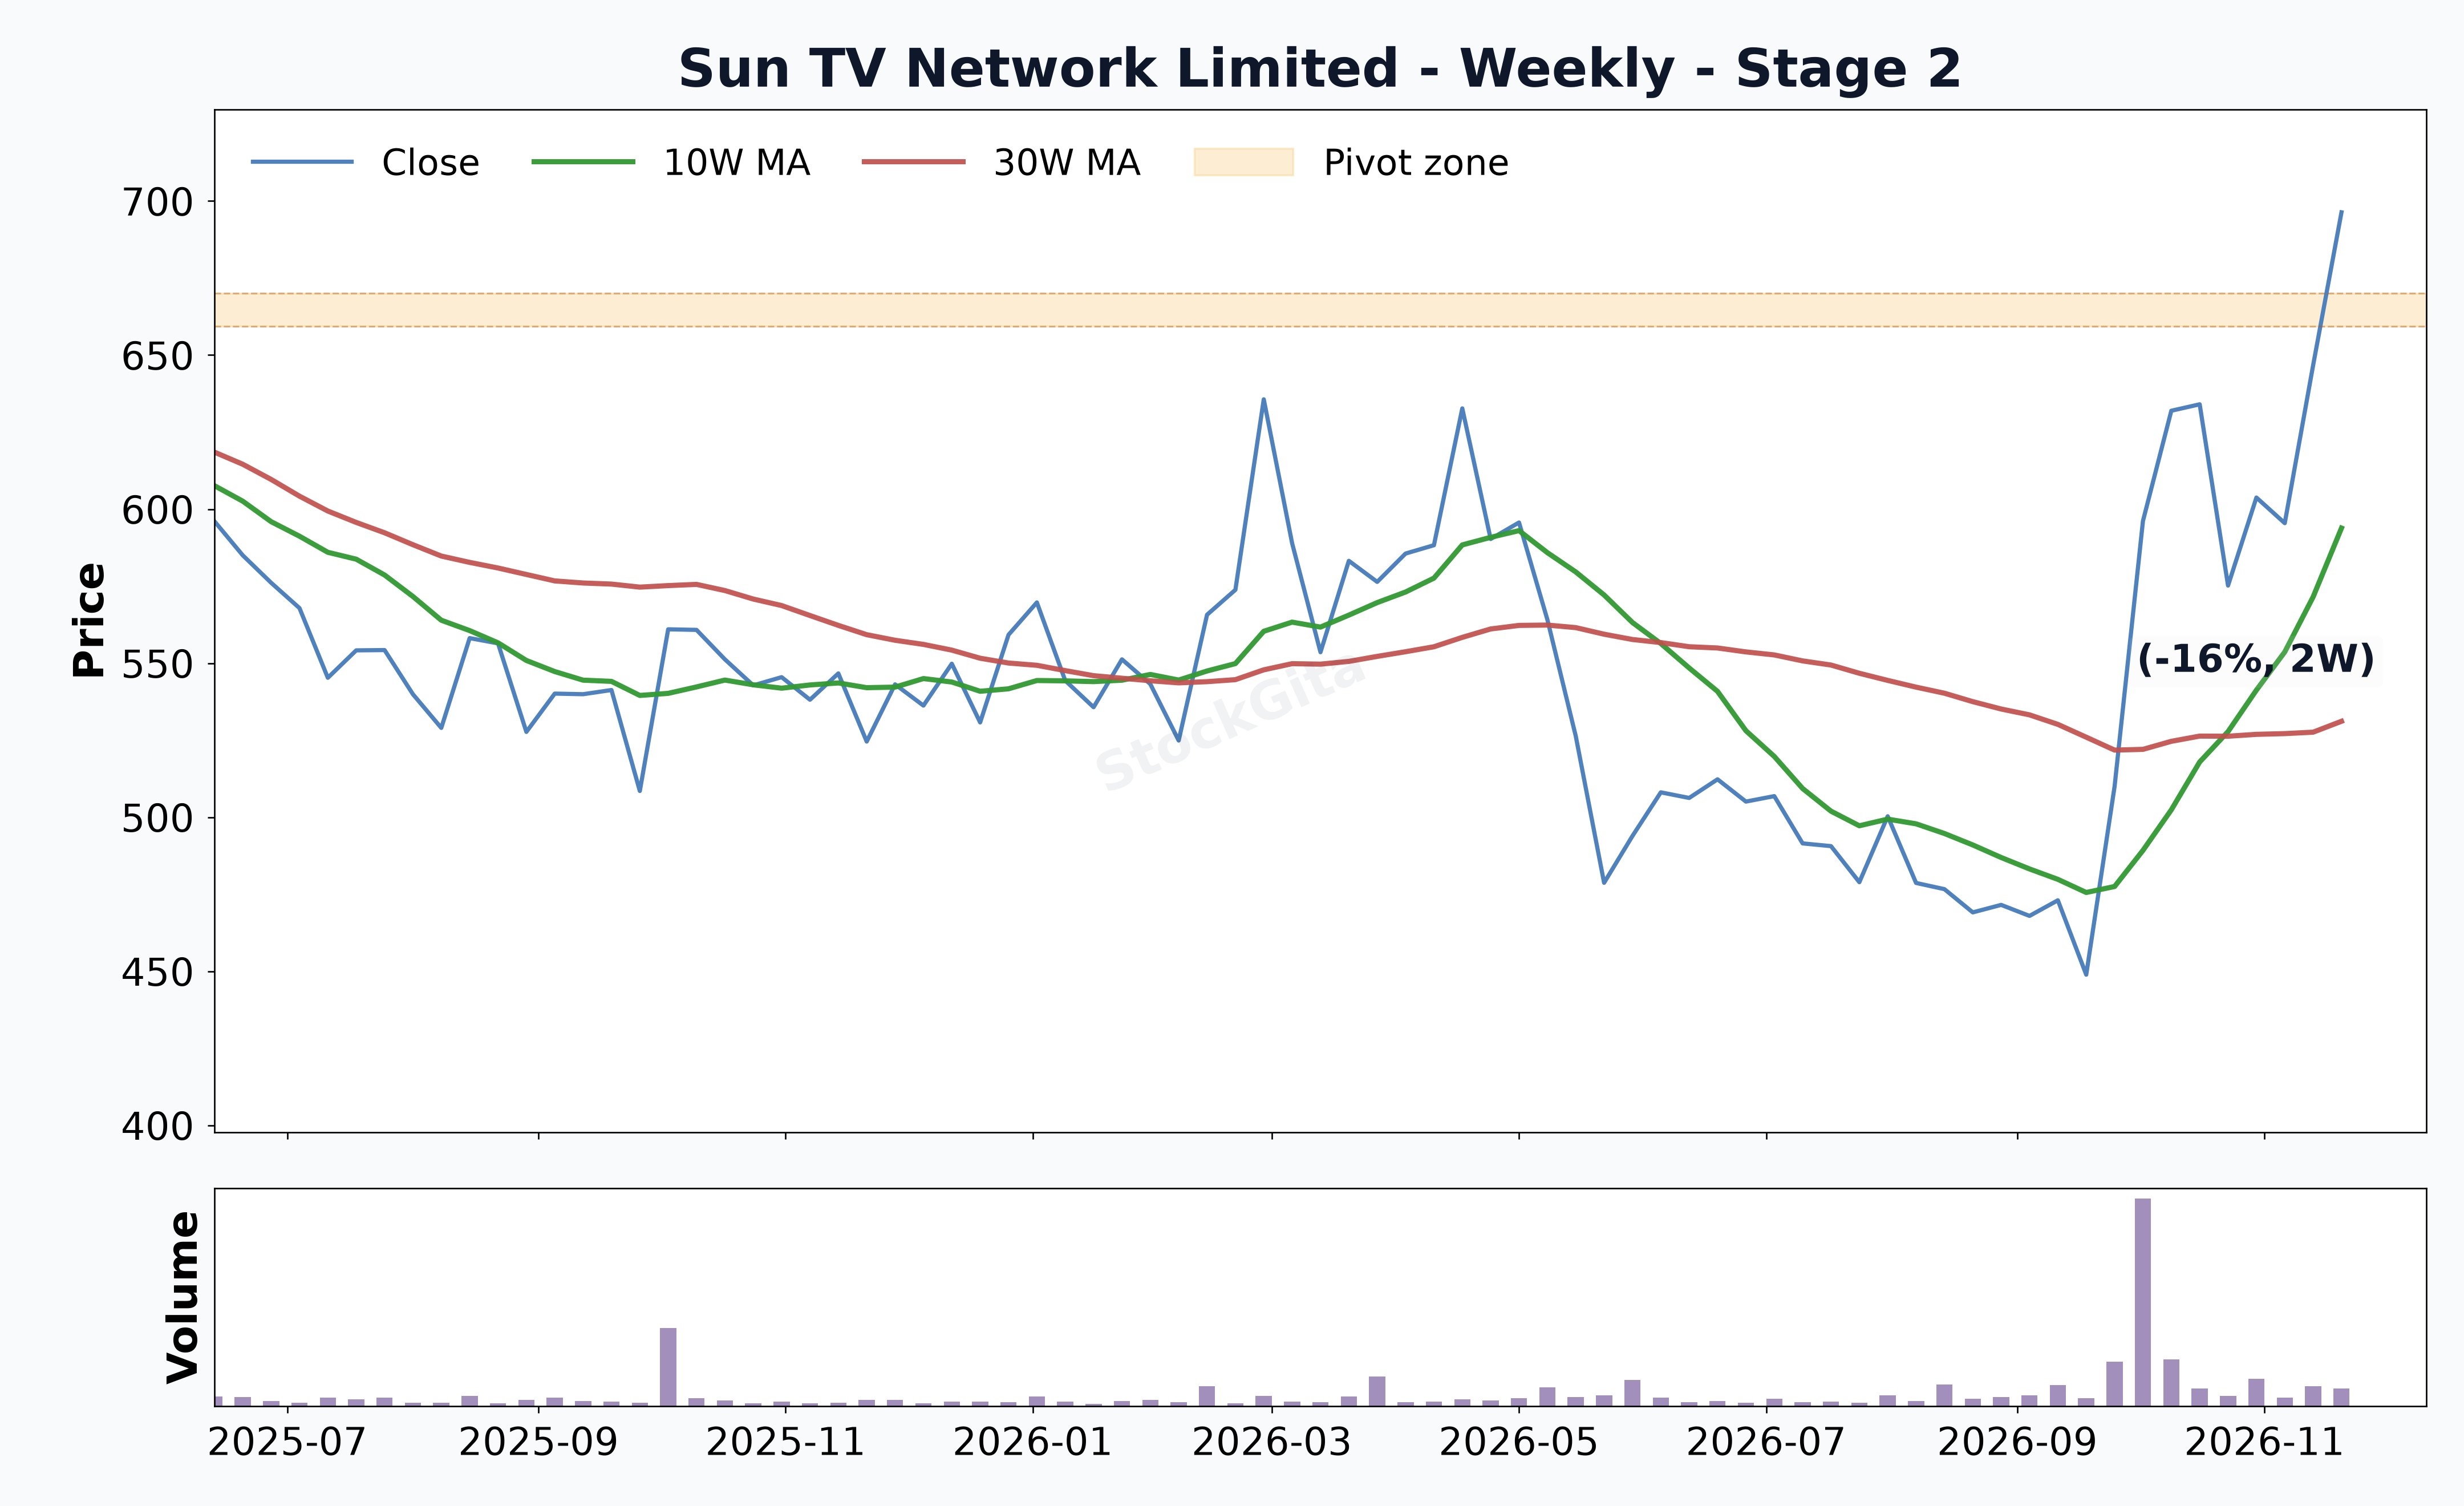 Sun TV Network Limited - Weekly - Stage 2
Close 10W MA 30W MA Pivot zone
700
650
600
550
500
450
400
Price
(-16%, 2W)
StockGita
Volume
2025-07 2025-09 2025-11 2026-01 2026-03 2026-05 2026-07 2026-09 2026-11